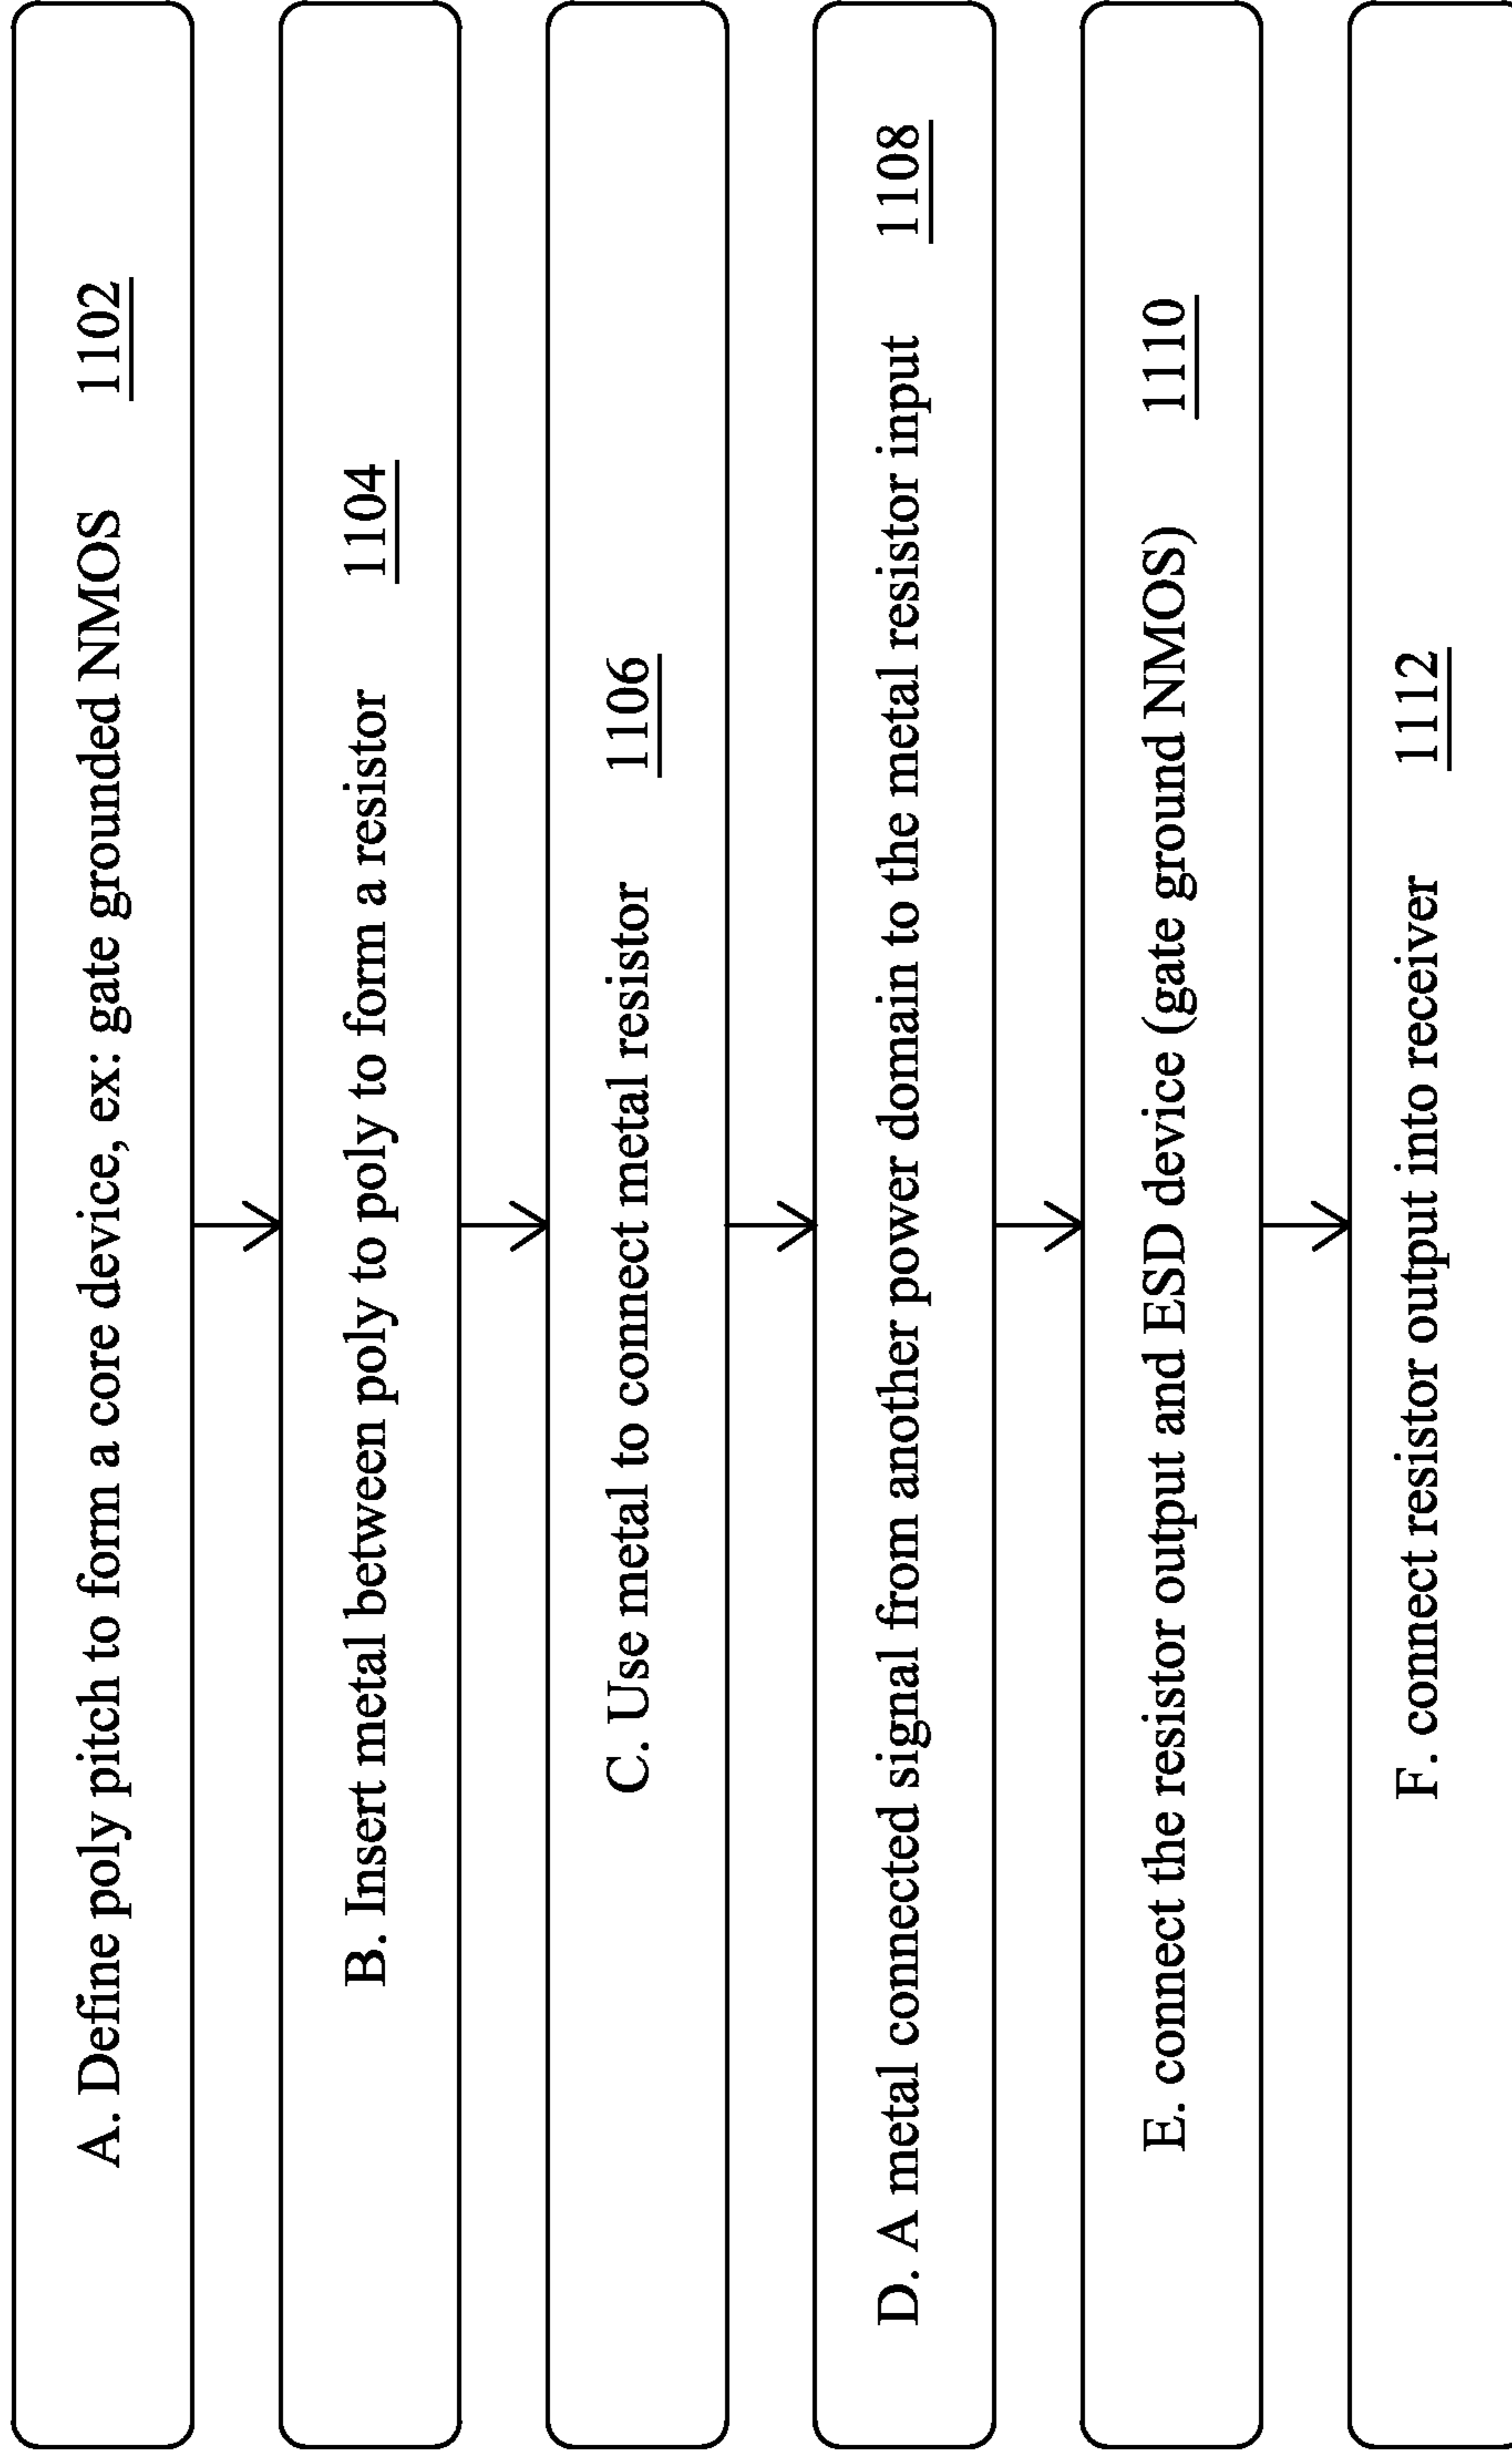 A. Define poly pitch to form a core device, ex: gate grounded NMOS 1102
B. Insert metal between poly to poly to form a resistor 1104
C. Use metal to connect metal resistor 1106
D. A metal connected signal from another power domain to the metal resistor input 1108
E. connect the resistor output and ESD device (gate ground NMOS) 1110
F. connect resistor output into receiver 1112